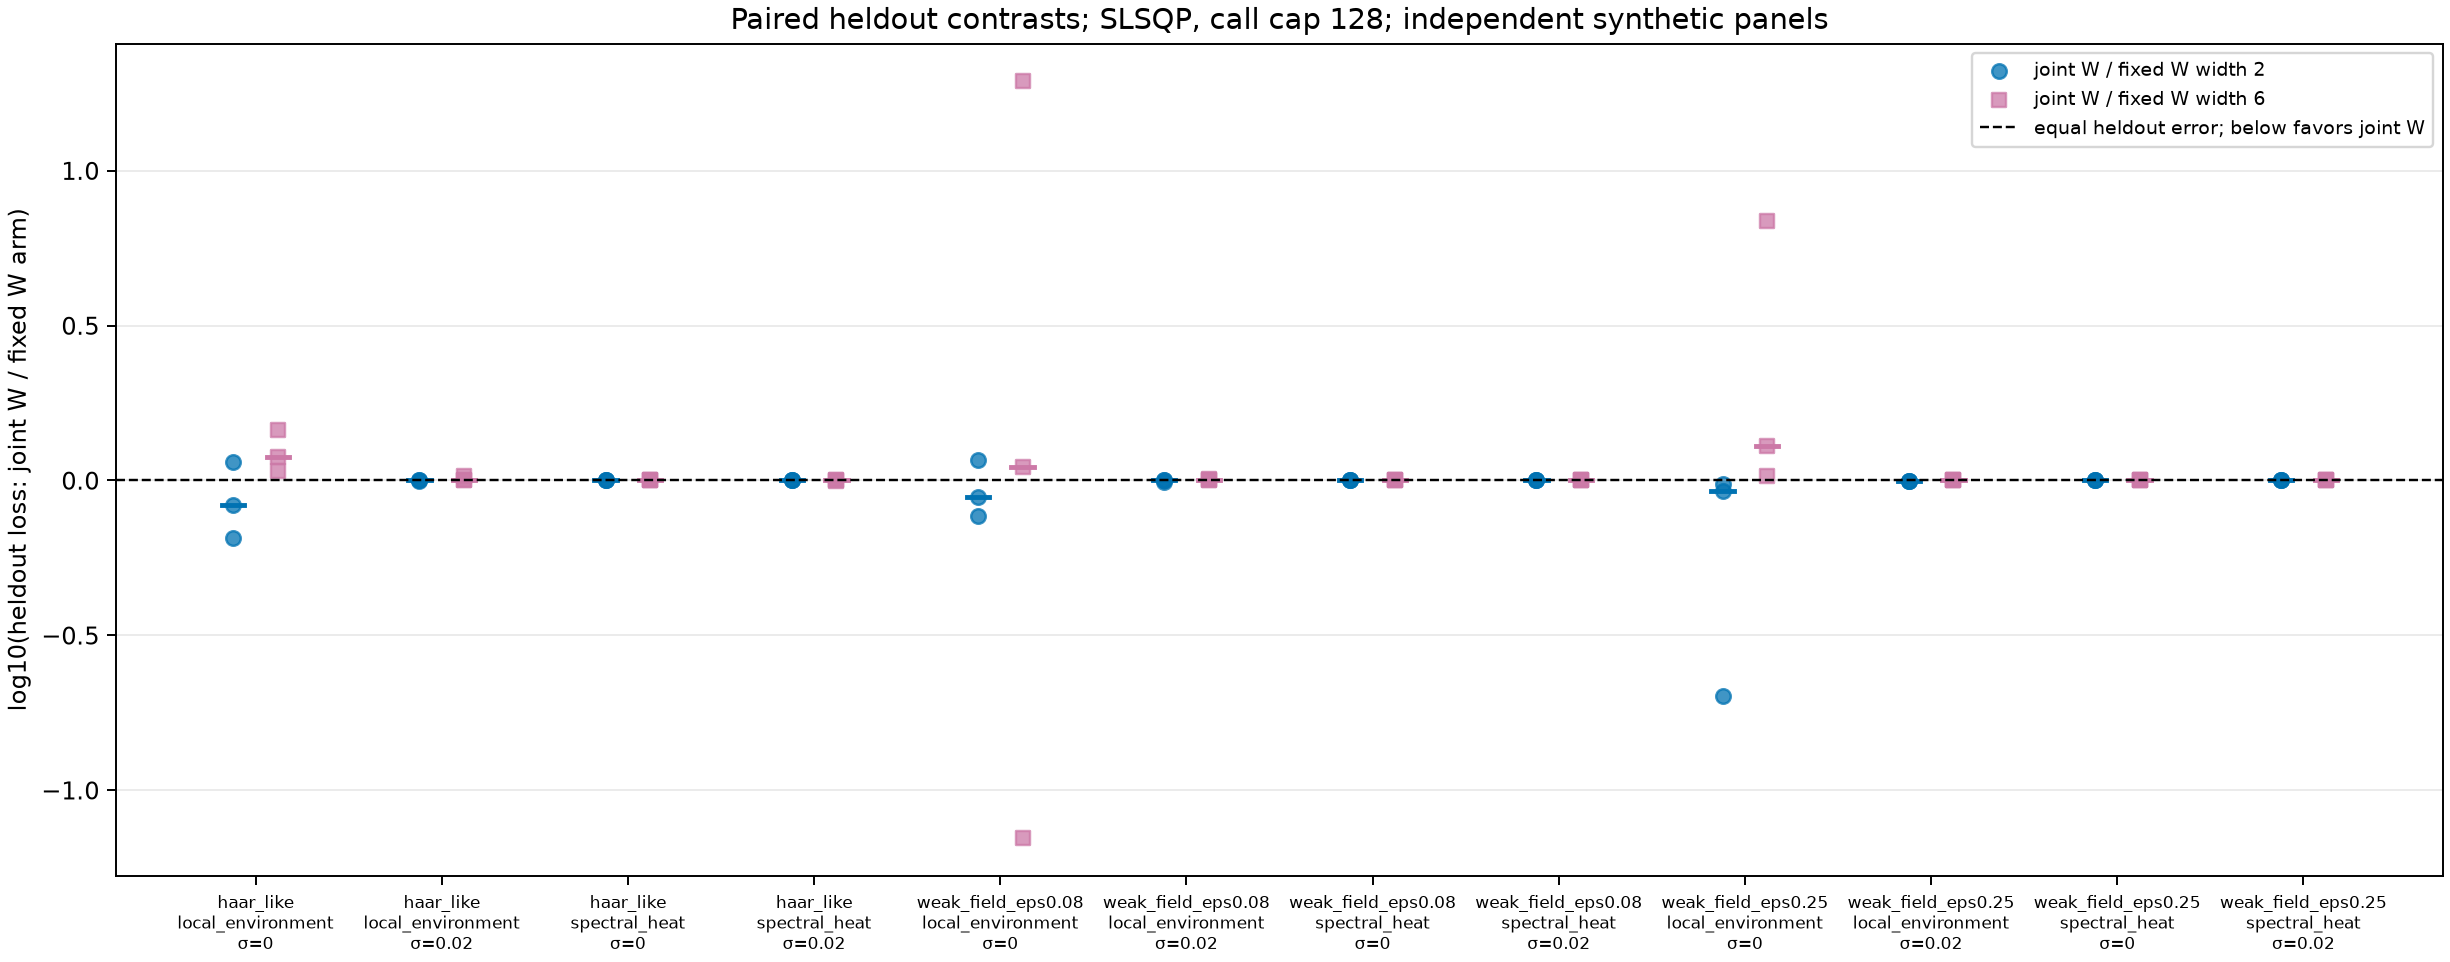 Paired heldout contrasts; SLSQP, call cap 128; independent synthetic panels
joint W / fixed W width 2
joint W / fixed W width 6
equal heldout error; below favors joint W
log10(heldout loss: joint W / fixed W arm)
1.0
0.5
0.0
−0.5
−1.0
haar_like
local_environment
σ=0
haar_like
local_environment
σ=0.02
haar_like
spectral_heat
σ=0
haar_like
spectral_heat
σ=0.02
weak_field_eps0.08
local_environment
σ=0
weak_field_eps0.08
local_environment
σ=0.02
weak_field_eps0.08
spectral_heat
σ=0
weak_field_eps0.08
spectral_heat
σ=0.02
weak_field_eps0.25
local_environment
σ=0
weak_field_eps0.25
local_environment
σ=0.02
weak_field_eps0.25
spectral_heat
σ=0
weak_field_eps0.25
spectral_heat
σ=0.02